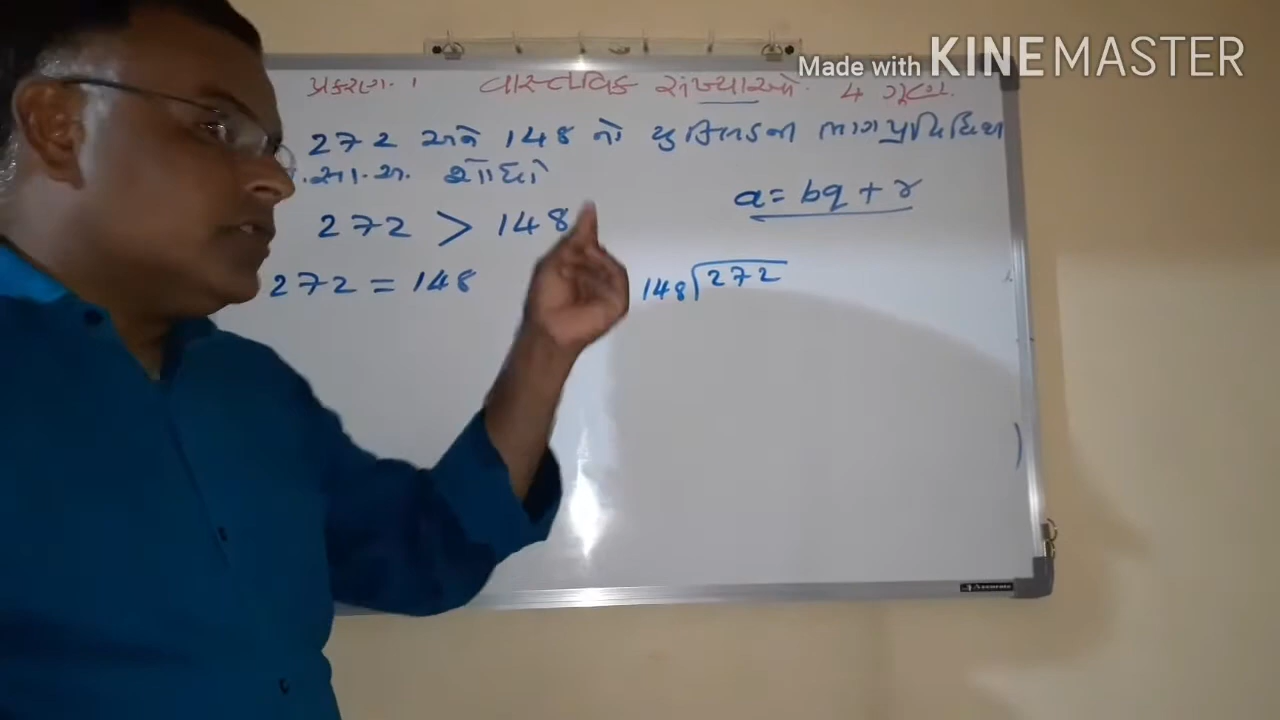 Made with KINEMASTER
પ્રકરણ. 1 વાસ્તવિક સંખ્યાઓ. 4 ગુણ.
272 અને 148 નો યુક્લિડની ભાગપ્રવિધિથી
.સા.અ. શોધો
272 > 148
a = bq + r
272 = 148
148 272
Accurate